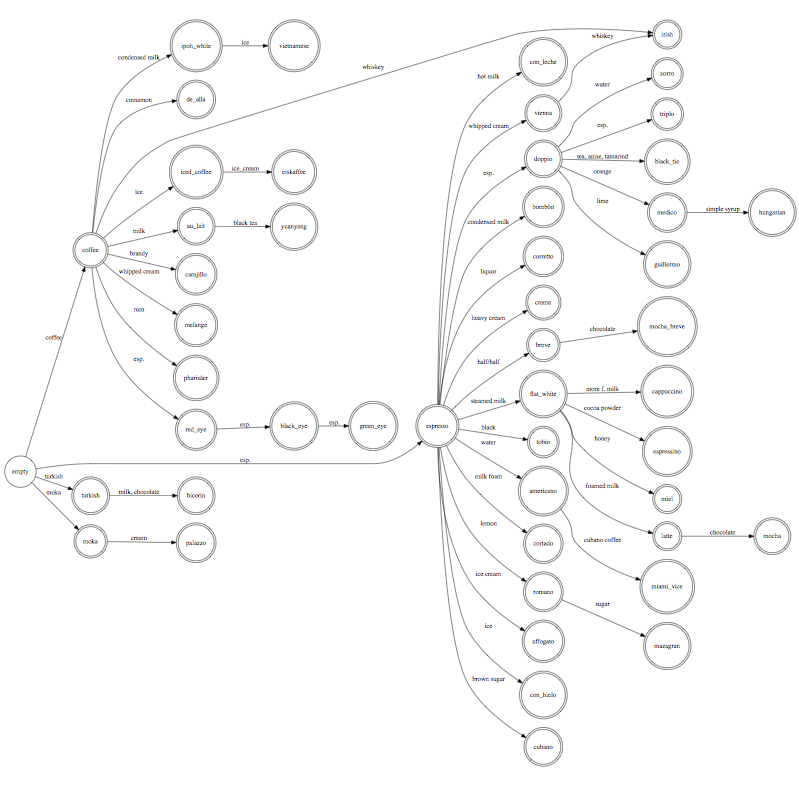 whiskey
irish
ipoh_white
ice
vietnamese
condensed milk
hot milk
con_leche
whiskey
zorro
water
cinnamon
de_alla
whipped cream
vienna
triplo
esp.
doppio
tea, anise, tamarind
black_tie
esp.
orange
iced_coffee
ice_cream
eiskaffee
ice
lime
bombón
condensed milk
medico
simple syrup
hungarian
milk
au_lait
black tea
yuanyang
coffee
brandy
corretto
guillermo
whipped cream
carajillo
liquor
rum
creme
heavy cream
melange
chocolate
mocha_breve
coffee
breve
esp.
half/half
pharisäer
more f. milk
cappuccino
flat_white
steamed milk
cocoa powder
red_eye
esp.
black_eye
esp.
green_eye
espresso
black
honey
water
tobio
espressino
esp.
empty
turkish
milk foam
foamed milk
moka
turkish
milk, chocolate
bicerin
americano
miel
lemon
latte
chocolate
mocha
moka
cream
palazzo
cortado
cubano coffee
ice cream
miami_vice
romano
sugar
ice
affogato
mazagran
brown sugar
con_hielo
cubano